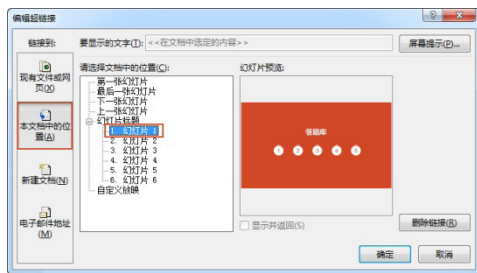 编辑超链接
链接到:
要显示的文字(T): <<在文档中选定的内容>>
屏幕提示(P)...
现有文件或网页(X)
本文档中的位置(A)
新建文档(N)
电子邮件地址(M)
请选择文档中的位置(C):
第一张幻灯片
最后一张幻灯片
下一张幻灯片
上一张幻灯片
幻灯片标题
1. 幻灯片 1
2. 幻灯片 2
3. 幻灯片 3
4. 幻灯片 4
5. 幻灯片 5
6. 幻灯片 6
自定义放映
幻灯片预览:
答题库
1 2 3 4 5
显示并返回(S)
删除链接(R)
确定
取消